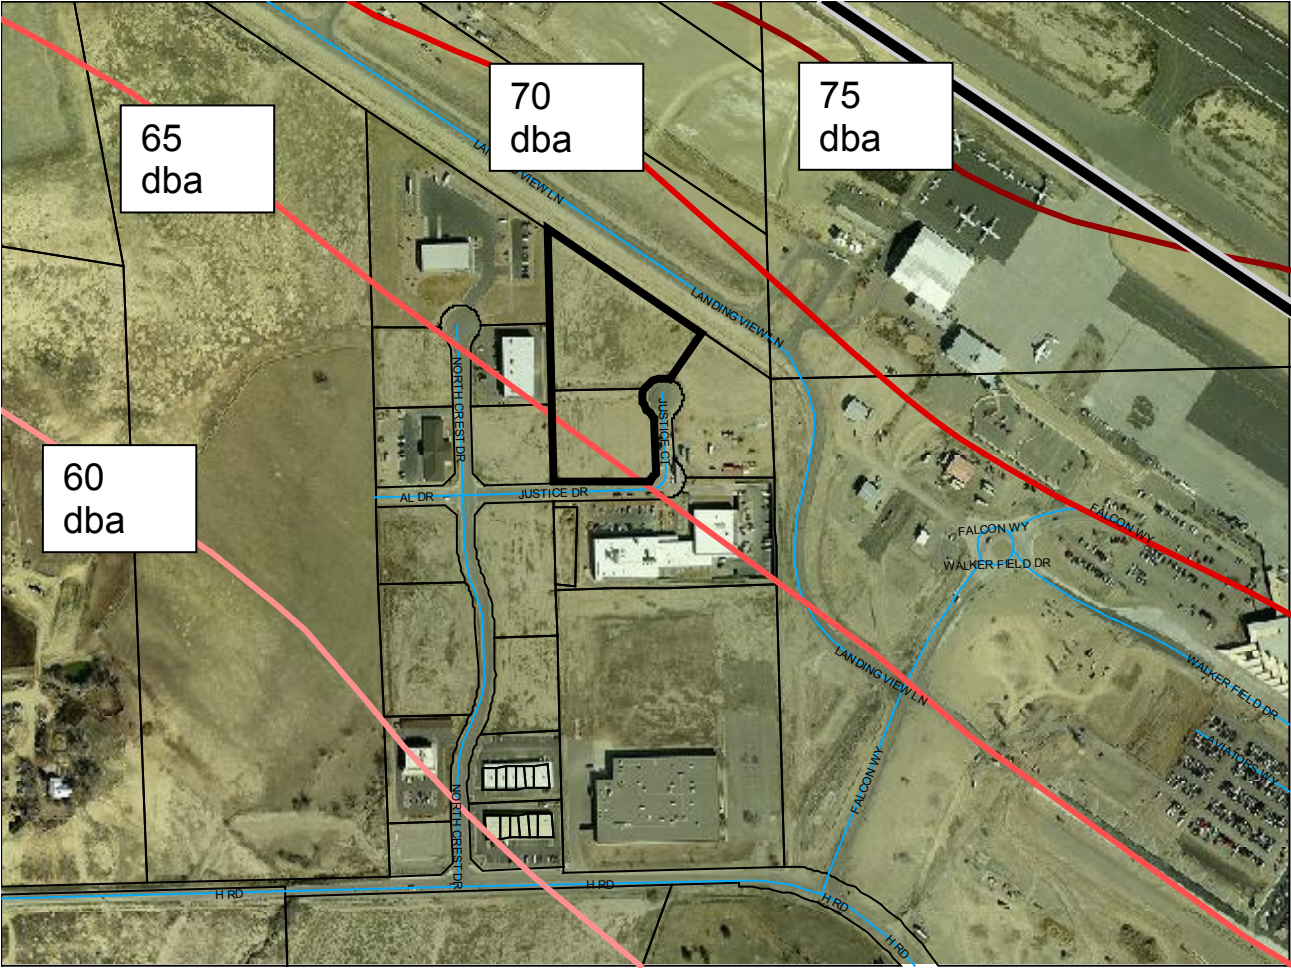 70
dba
75
dba
65
dba
VIEW LN
LANDING VIEW LN
NORTH CREST DR
JUSTICE CT
60
dba
AL DR
JUSTICE DR
FALCON WY
FALCON WY
WALKER FIELD DR
LANDING VIEW LN
WALKER FIELD DR
AVIATORS WY
FALCON WY
NORTH CREST DR
H RD
H RD
H RD
H RD